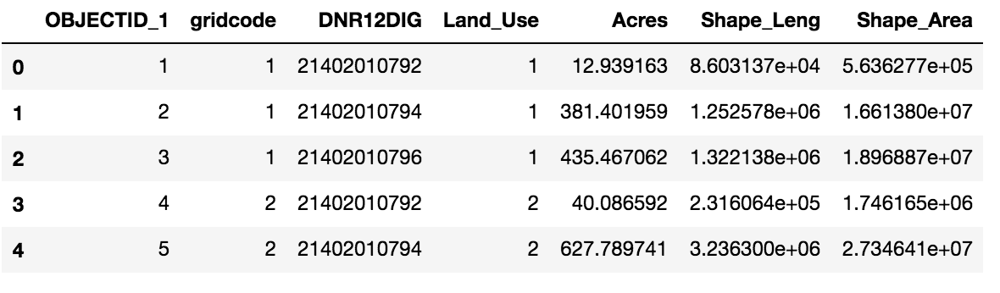 OBJECTID_1 gridcode DNR12DIG Land_Use Acres Shape_Leng Shape_Area
0 1 1 21402010792 1 12.939163 8.603137e+04 5.636277e+05
1 2 1 21402010794 1 381.401959 1.252578e+06 1.661380e+07
2 3 1 21402010796 1 435.467062 1.322138e+06 1.896887e+07
3 4 2 21402010792 2 40.086592 2.316064e+05 1.746165e+06
4 5 2 21402010794 2 627.789741 3.236300e+06 2.734641e+07